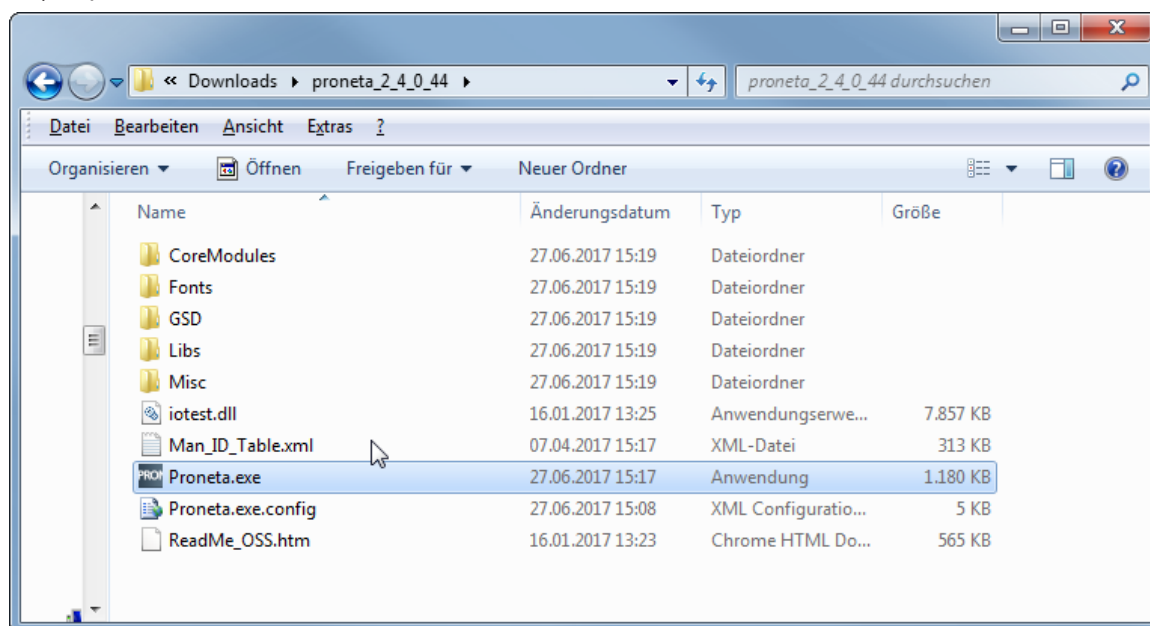 « Downloads ▸ proneta_2_4_0_44 ▸ proneta_2_4_0_44 durchsuchen
Datei Bearbeiten Ansicht Extras ?
Organisieren Öffnen Freigeben für Neuer Ordner
Name Änderungsdatum Typ Größe
CoreModules 27.06.2017 15:19 Dateiordner
Fonts 27.06.2017 15:19 Dateiordner
GSD 27.06.2017 15:19 Dateiordner
Libs 27.06.2017 15:19 Dateiordner
Misc 27.06.2017 15:19 Dateiordner
iotest.dll 16.01.2017 13:25 Anwendungserwe... 7.857 KB
Man_ID_Table.xml 07.04.2017 15:17 XML-Datei 313 KB
PRON Proneta.exe 27.06.2017 15:17 Anwendung 1.180 KB
Proneta.exe.config 27.06.2017 15:08 XML Configuratio... 5 KB
ReadMe_OSS.htm 16.01.2017 13:23 Chrome HTML Do... 565 KB